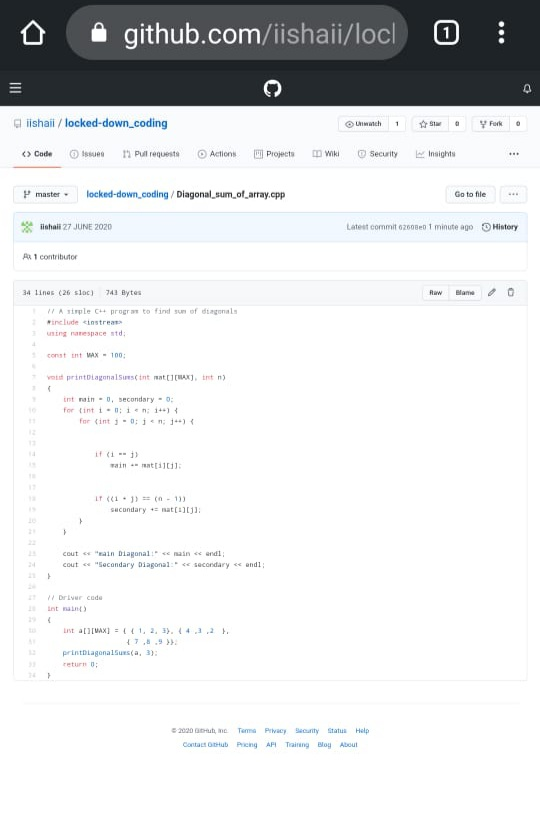 github.com/iishaii/locl
1
iishaii / locked-down_coding
Unwatch 1 Star 0 Fork 0
Code Issues Pull requests Actions Projects Wiki Security Insights
master locked-down_coding / Diagonal_sum_of_array.cpp Go to file
iishaii 27 JUNE 2020 Latest commit 62608e0 1 minute ago History
1 contributor
34 lines (26 sloc) 743 Bytes Raw Blame
1 // A simple C++ program to find sum of diagonals
2 #include <iostream>
3 using namespace std;
4
5 const int MAX = 100;
6
7 void printDiagonalSums(int mat[][MAX], int n)
8 {
9 int main = 0, secondary = 0;
10 for (int i = 0; i < n; i++) {
11 for (int j = 0; j < n; j++) {
12
13
14 if (i == j)
15 main += mat[i][j];
16
17
18 if ((i + j) == (n - 1))
19 secondary += mat[i][j];
20 }
21 }
22
23 cout << "main Diagonal:" << main << endl;
24 cout << "Secondary Diagonal:" << secondary << endl;
25 }
26
27 // Driver code
28 int main()
29 {
30 int a[][MAX] = { { 1, 2, 3}, { 4 ,3 ,2 },
31 { 7 ,8 ,9 }};
32 printDiagonalSums(a, 3);
33 return 0;
34 }
© 2020 GitHub, Inc. Terms Privacy Security Status Help
Contact GitHub Pricing API Training Blog About